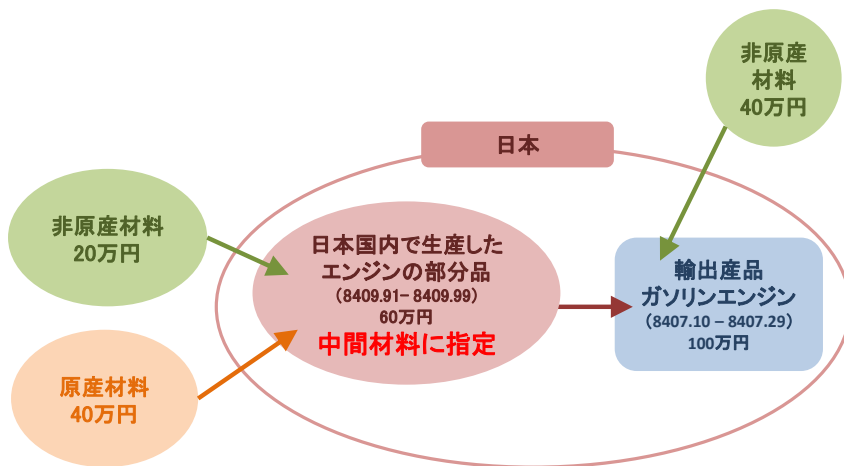 非原産
材料
40万円
日本
非原産材料
20万円
日本国内で生産した
エンジンの部分品
（8409.91－8409.99）
60万円
中間材料に指定
輸出産品
ガソリンエンジン
（8407.10 – 8407.29）
100万円
原産材料
40万円